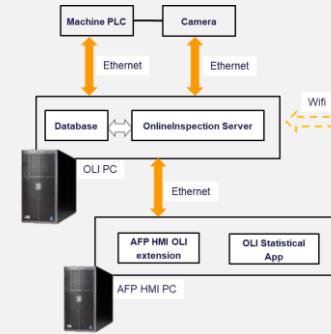 Machine PLC
Camera
Ethernet
Ethernet
Wifi
Database
OnlineInspection Server
OLI PC
Ethernet
AFP HMI OLI
extension
OLI Statistical
App
AFP HMI PC